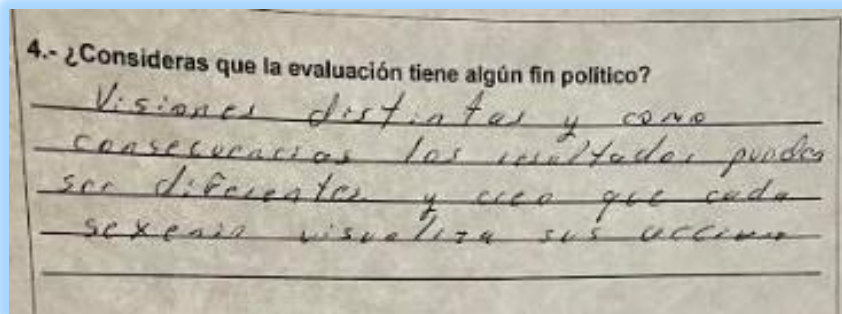 4.- ¿Consideras que la evaluación tiene algún fin político?
Visiones distintas y como
consecuencias los resultados pueden
ser diferentes y creo que cada
sexenio visualiza sus